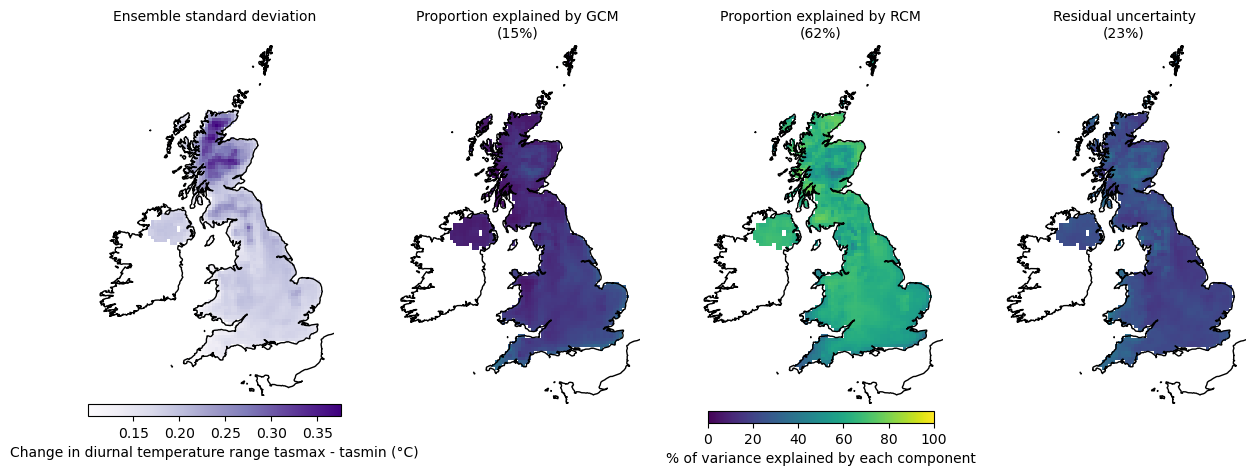 Ensemble standard deviation
Proportion explained by GCM
(15%)
Proportion explained by RCM
(62%)
Residual uncertainty
(23%)
0.15 0.20 0.25 0.30 0.35
Change in diurnal temperature range tasmax - tasmin (°C)
0 20 40 60 80 100
% of variance explained by each component